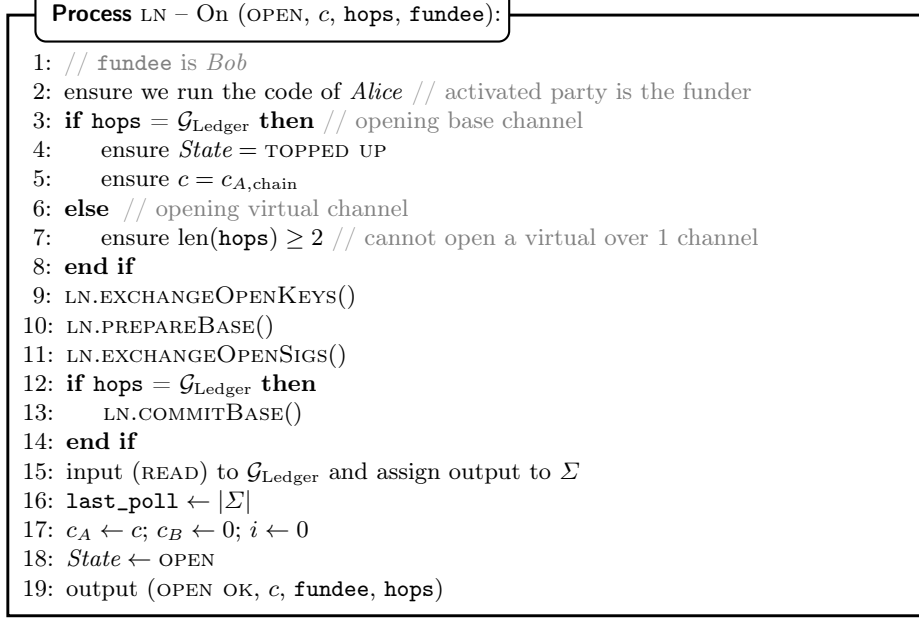 Process LN – On (OPEN, c, hops, fundee):
1: // fundee is Bob
2: ensure we run the code of Alice // activated party is the funder
3: if hops = 𝒢Ledger then // opening base channel
4: ensure State = TOPPED UP
5: ensure c = c_A,chain
6: else // opening virtual channel
7: ensure len(hops) ≥ 2 // cannot open a virtual over 1 channel
8: end if
9: LN.EXCHANGEOPENKEYS()
10: LN.PREPAREBASE()
11: LN.EXCHANGEOPENSIGS()
12: if hops = 𝒢Ledger then
13: LN.COMMITBASE()
14: end if
15: input (READ) to 𝒢Ledger and assign output to Σ
16: last_poll ← |Σ|
17: c_A ← c; c_B ← 0; i ← 0
18: State ← OPEN
19: output (OPEN OK, c, fundee, hops)